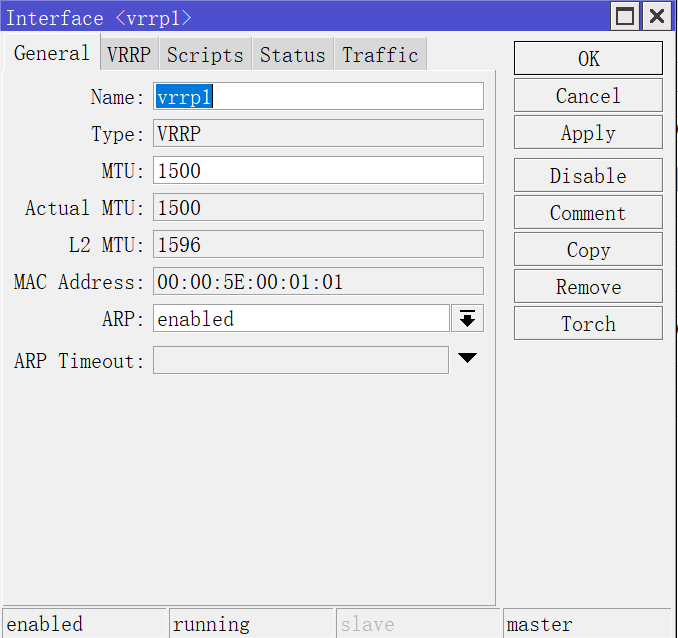 Interface <vrrp1>
General VRRP Scripts Status Traffic
Name: vrrp1
Type: VRRP
MTU: 1500
Actual MTU: 1500
L2 MTU: 1596
MAC Address: 00:00:5E:00:01:01
ARP: enabled
ARP Timeout:
OK
Cancel
Apply
Disable
Comment
Copy
Remove
Torch
enabled running slave master